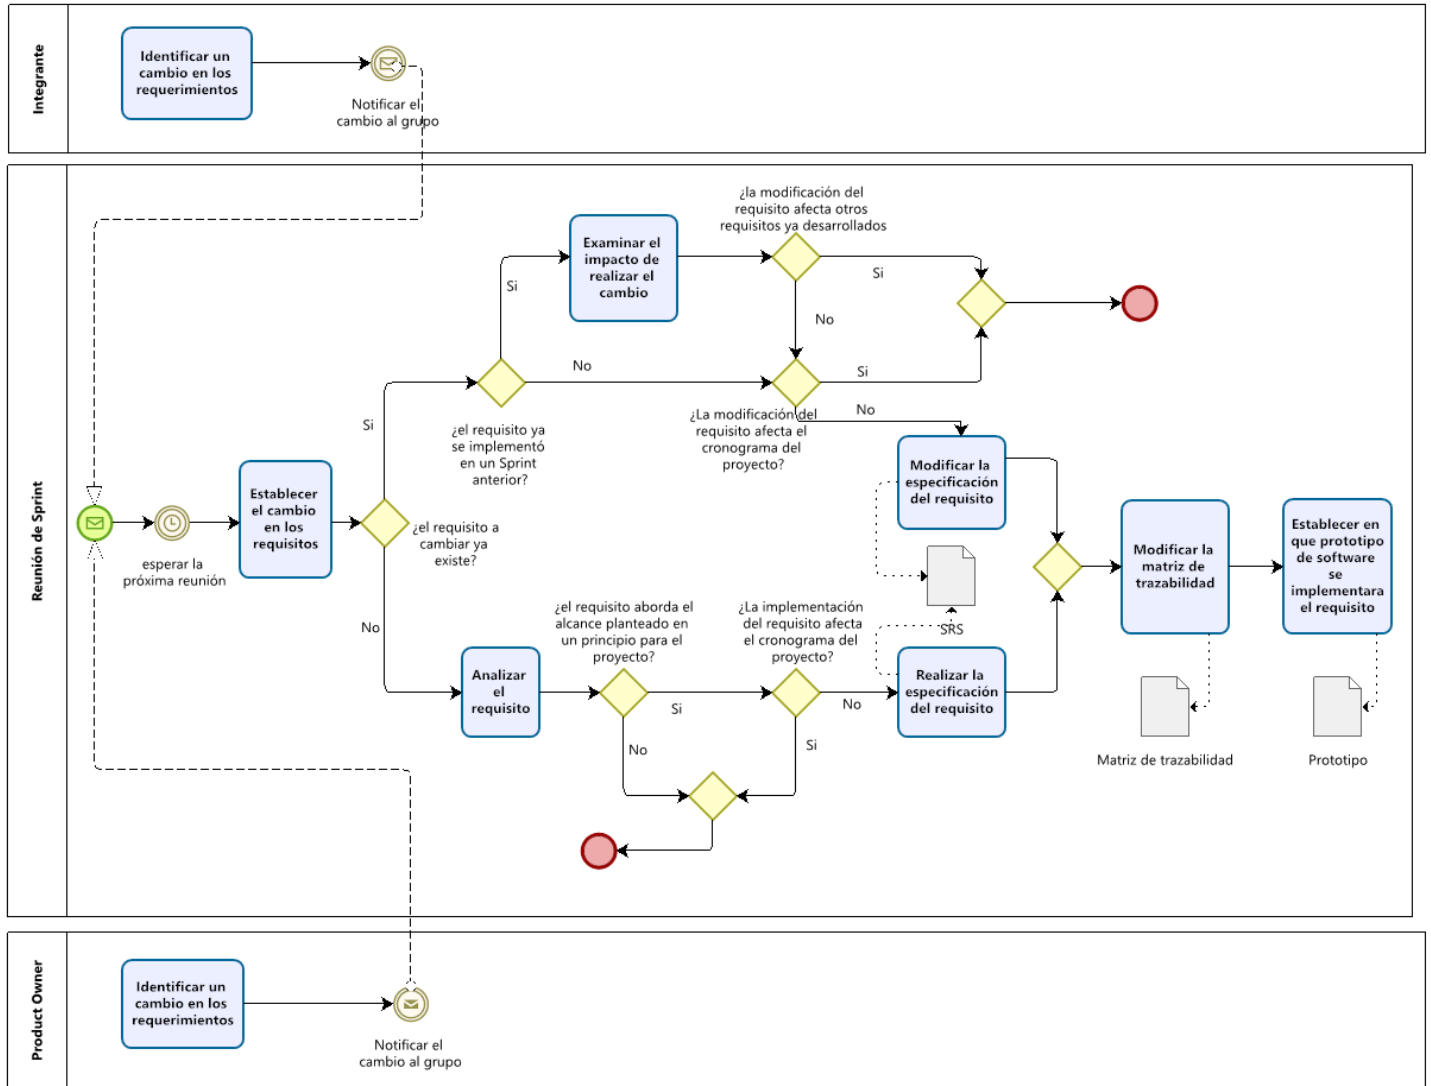 Integrante
Identificar un
cambio en los
requerimientos
Notificar el
cambio al grupo
Reunión de Sprint
esperar la
próxima reunión
Establecer
el cambio
en los
requisitos
¿el requisito a
cambiar ya
existe?
Si
No
¿el requisito ya
se implementó
en un Sprint
anterior?
Si
No
Examinar el
impacto de
realizar el
cambio
¿la modificación del
requisito afecta otros
requisitos ya desarrollados
Si
No
¿La modificación del
requisito afecta el
cronograma del
proyecto?
Si
No
Modificar la
especificación
del requisito
SRS
Analizar
el
requisito
¿el requisito aborda el
alcance planteado en
un principio para el
proyecto?
Si
No
¿La implementación
del requisito afecta
el cronograma del
proyecto?
No
Si
Realizar la
especificación
del requisito
Modificar la
matriz de
trazabilidad
Matriz de trazabilidad
Establecer en
que prototipo
de software
se
implementara
el requisito
Prototipo
Product Owner
Identificar un
cambio en los
requerimientos
Notificar el
cambio al grupo